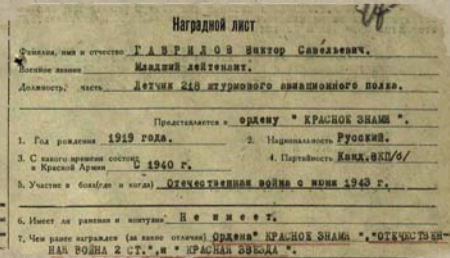 Наградной лист
Фамилия, имя и отчество ГАВРИЛОВ Виктор Савельевич.
Военное звание Младший лейтенант.
Должность, часть Летчик 218 штурмового авиационного полка.
Представляется к ордену " КРАСНОЕ ЗНАМЯ ".
1. Год рождения 1919 года. 2. Национальность Русский.
3. С какого времени состоит в Красной Армии С 1940 г. 4. Партийность Канд.ВКП/б/
5. Участие в боях(где и когда) Отечественная война с июня 1943 г.
6. Имеет ли ранения и контузии Не имеет.
7. Чем ранее награжден (за какие отличия) Ордена" КРАСНОЕ ЗНАМЯ ","ОТЕЧЕСТВЕН-
НАЯ ВОЙНА 2 СТ.",и " КРАСНАЯ ЗВЕЗДА ".